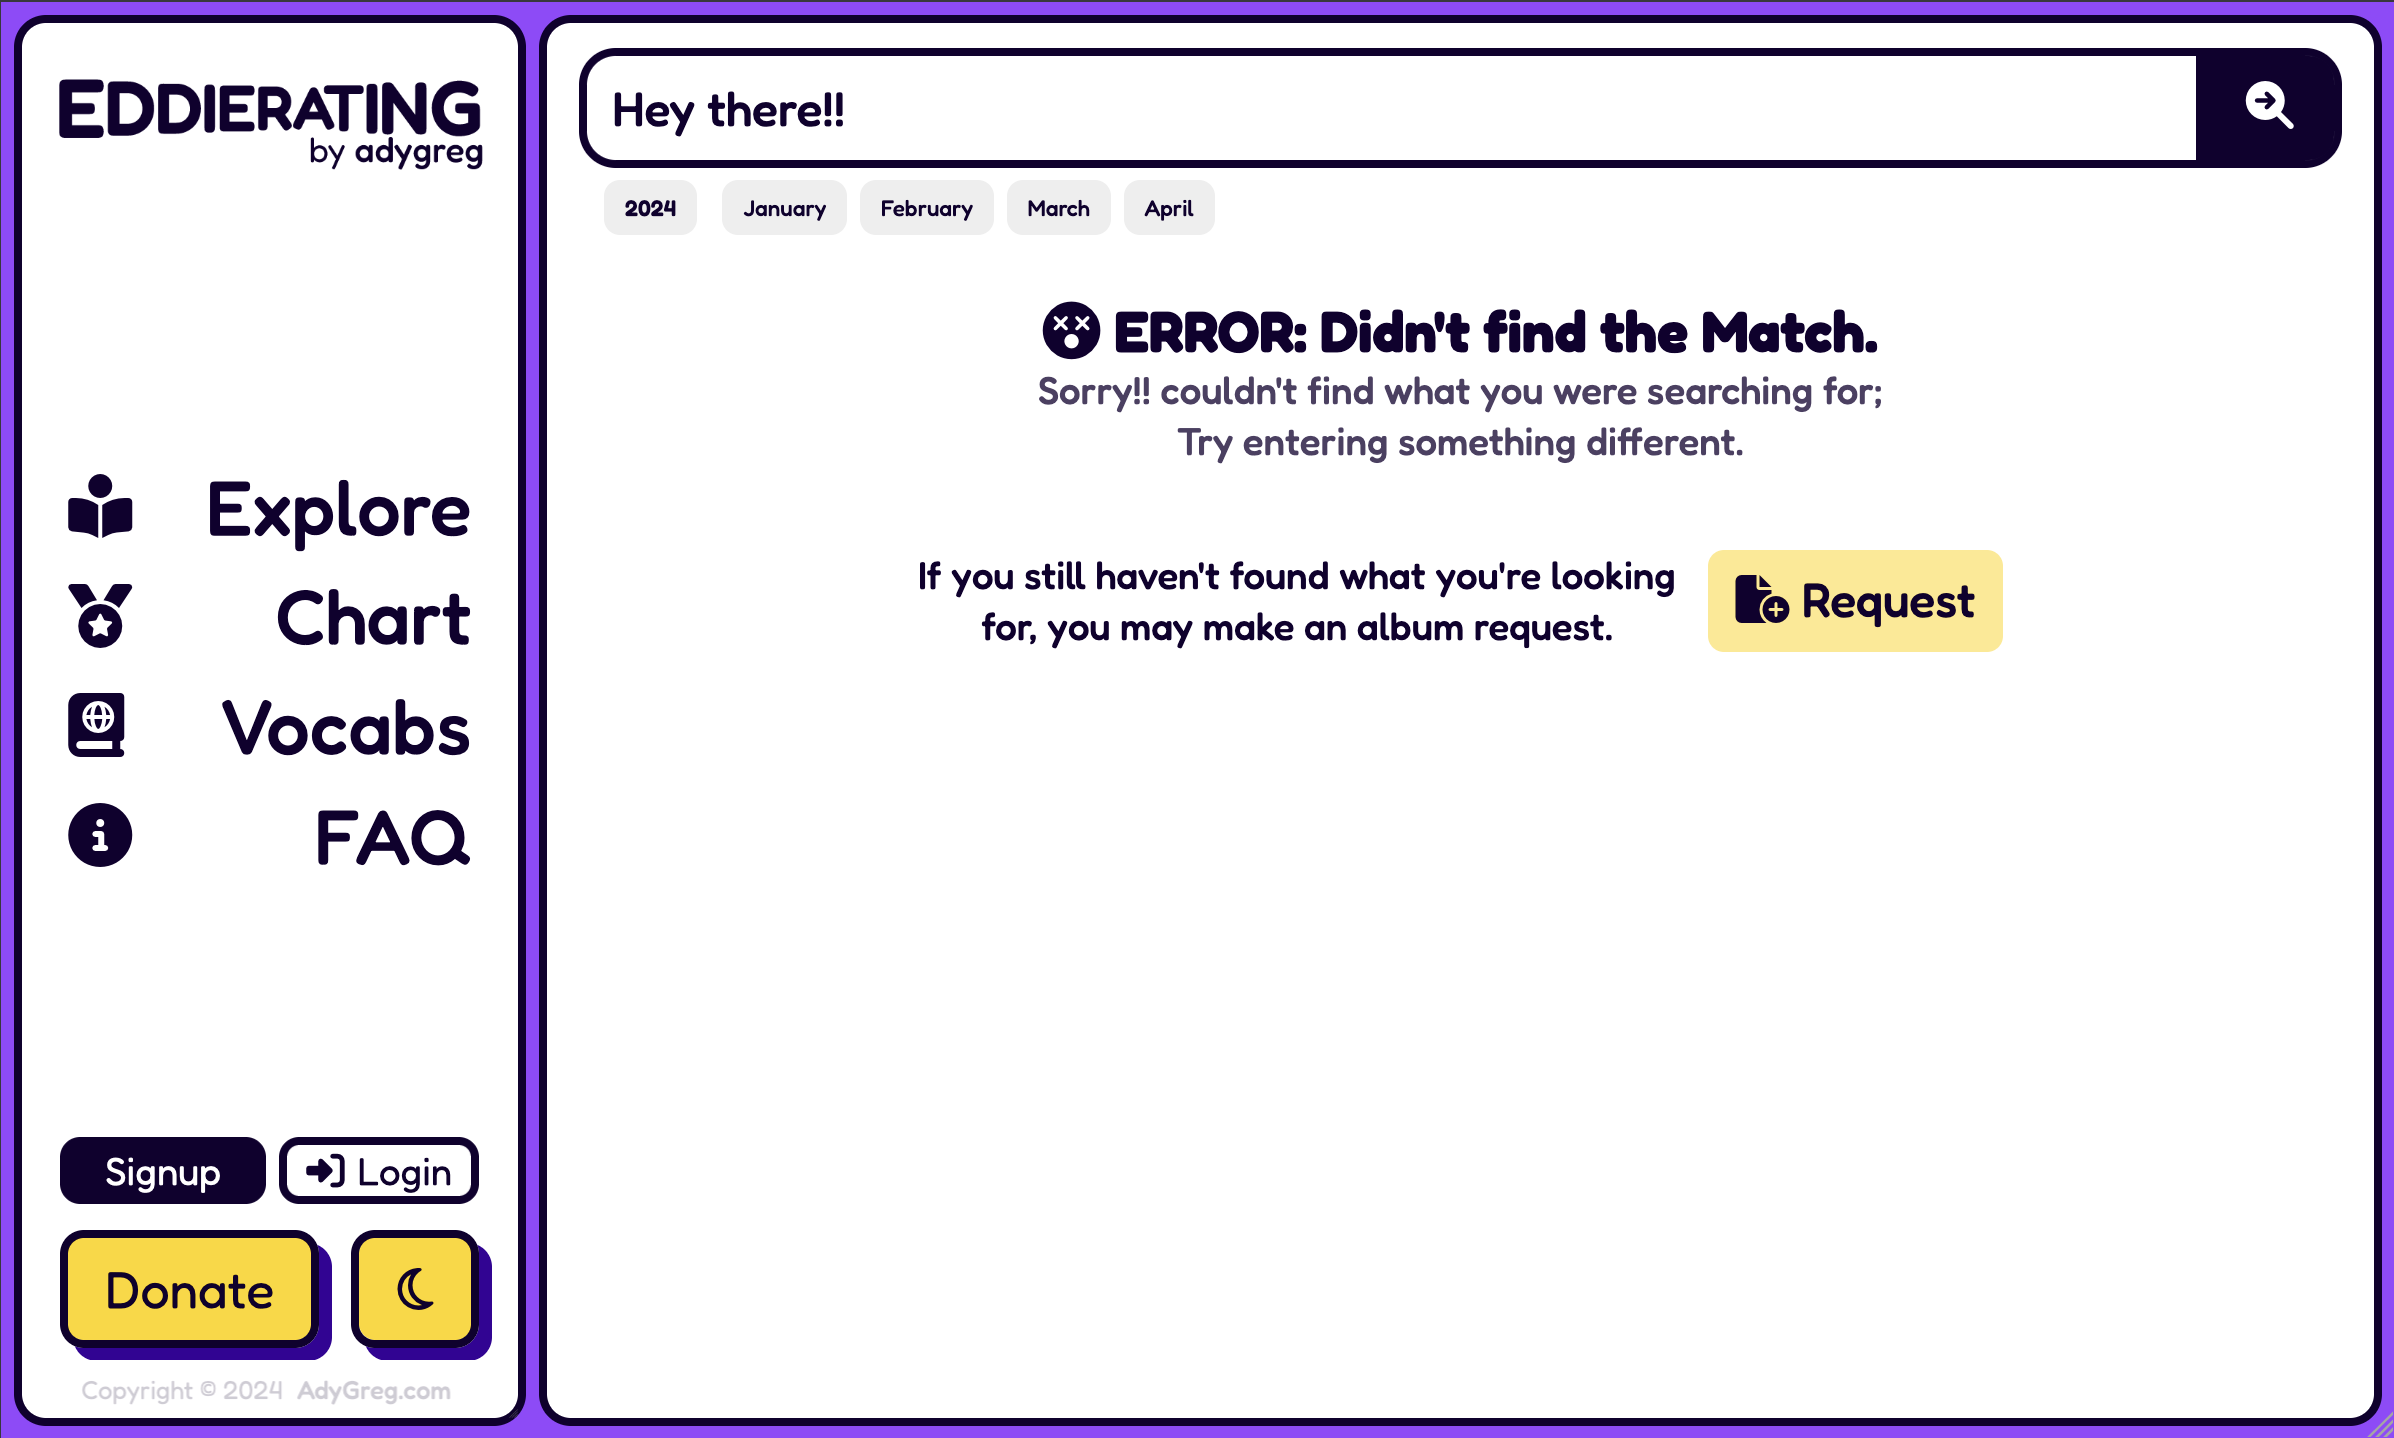 EDDIERATING
by adygreg
Explore
Chart
Vocabs
FAQ
Signup
Login
Donate
Copyright © 2024 AdyGreg.com
Hey there!!
2024 January February March April
ERROR: Didn't find the Match.
Sorry!! couldn't find what you were searching for;
Try entering something different.
If you still haven't found what you're looking
for, you may make an album request.
Request